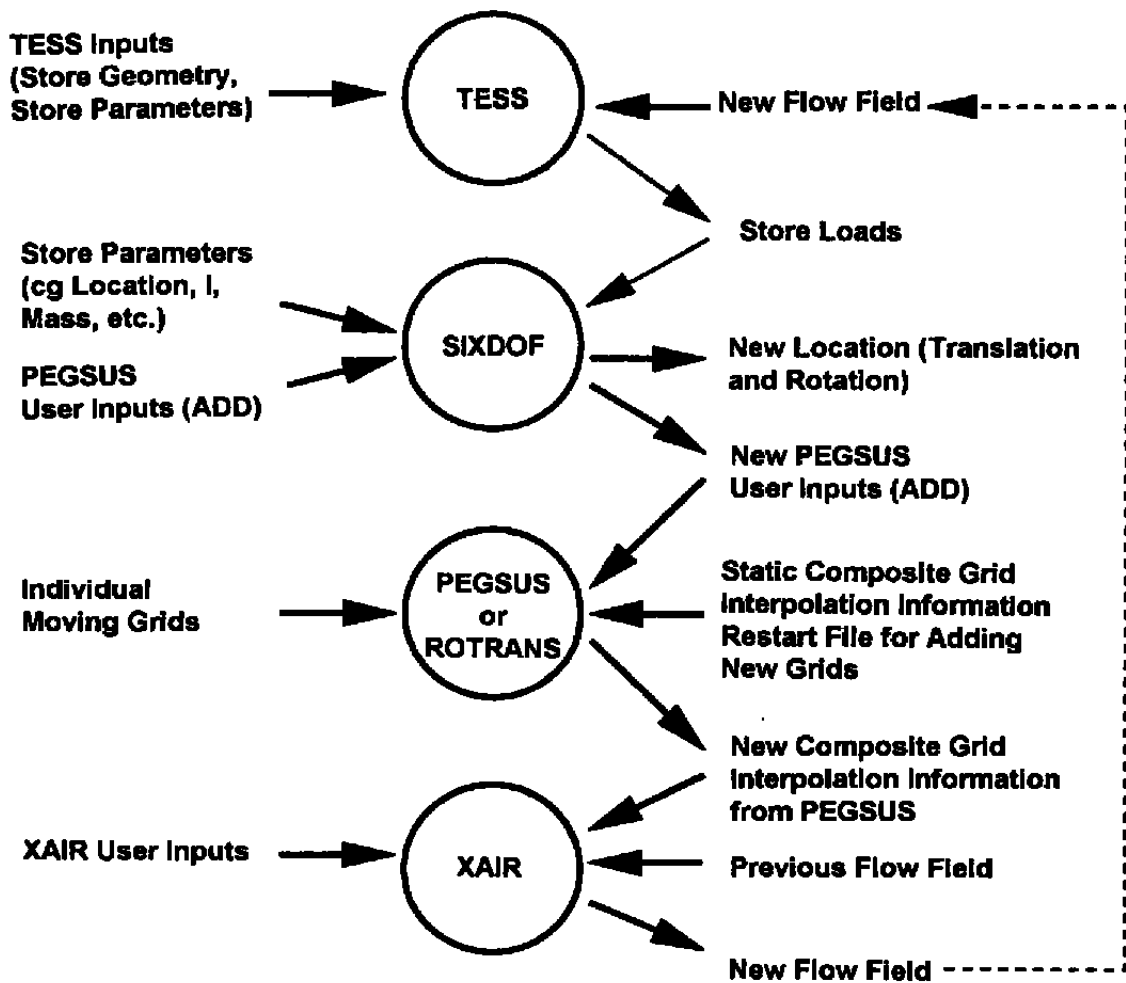 TESS Inputs
(Store Geometry,
Store Parameters)
TESS
New Flow Field
Store Loads
Store Parameters
(cg Location, I,
Mass, etc.)
PEGSUS
User Inputs (ADD)
SIXDOF
New Location (Translation
and Rotation)
New PEGSUS
User Inputs (ADD)
Individual
Moving Grids
PEGSUS
or
ROTRANS
Static Composite Grid
Interpolation Information
Restart File for Adding
New Grids
New Composite Grid
Interpolation Information
from PEGSUS
XAIR User Inputs
XAIR
Previous Flow Field
New Flow Field